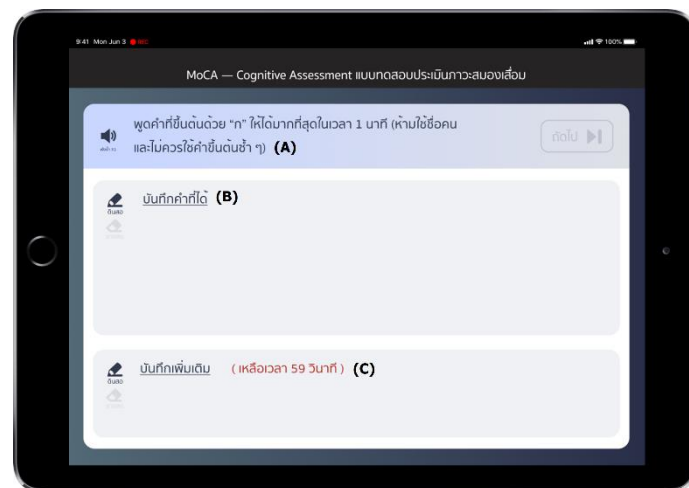 9:41 Mon Jun 3 REC
100%
MoCA — Cognitive Assessment แบบทดสอบประเมินภาวะสมองเสื่อม
พูดคำที่ขึ้นต้นด้วย “ก” ให้ได้มากที่สุดในเวลา 1 นาที (ห้ามใช้ชื่อคน
และไม่ควรใช้คำขึ้นต้นซ้ำ ๆ) (A)
ถัดไป
บันทึกคำที่ได้ (B)
ดินสอ
บันทึกเพิ่มเติม ( เหลือเวลา 59 วินาที ) (C)
ดินสอ